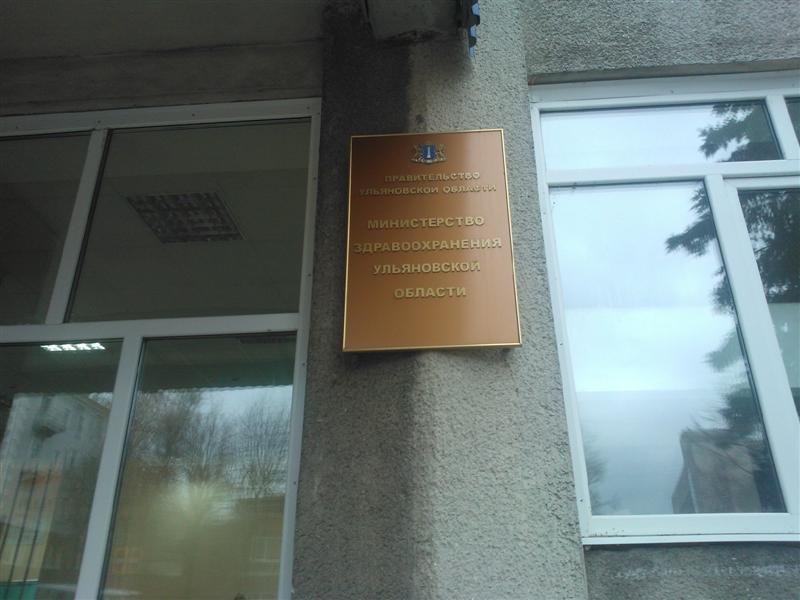 ПРАВИТЕЛЬСТВО
УЛЬЯНОВСКОЙ ОБЛАСТИ
МИНИСТЕРСТВО
ЗДРАВООХРАНЕНИЯ
УЛЬЯНОВСКОЙ
ОБЛАСТИ